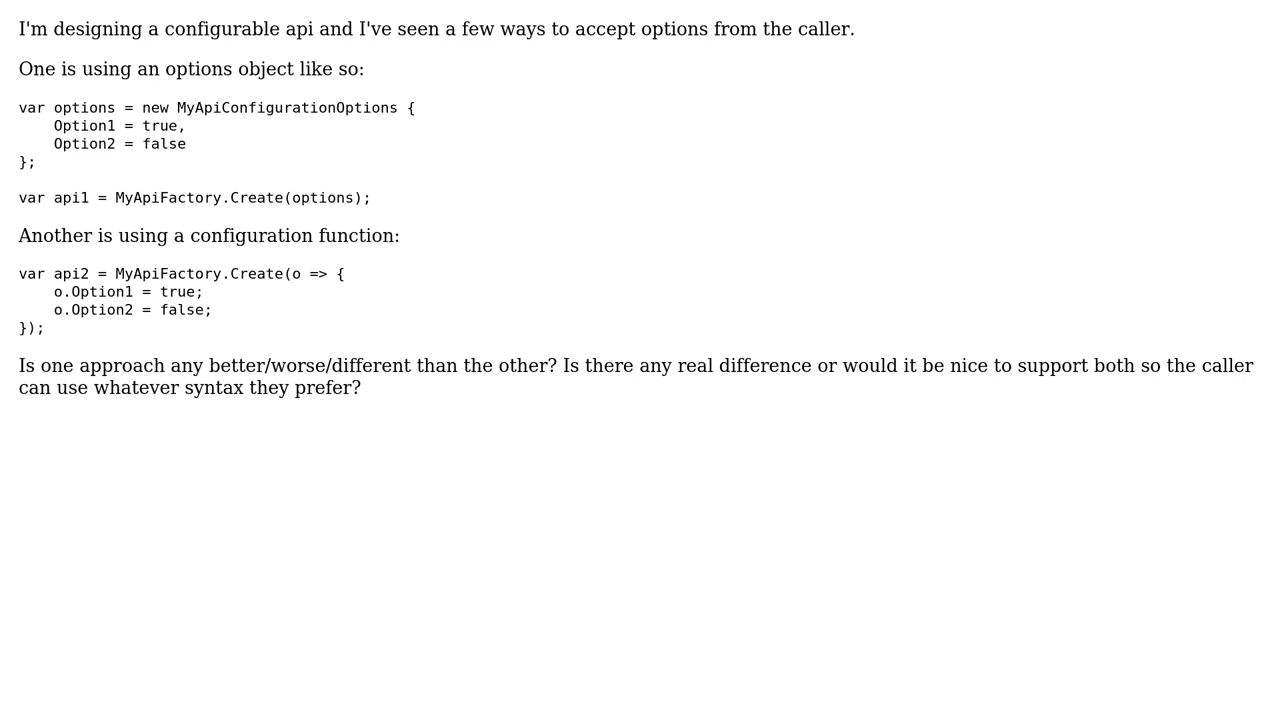 I'm designing a configurable api and I've seen a few ways to accept options from the caller.
One is using an options object like so:
var options = new MyApiConfigurationOptions {
    Option1 = true,
    Option2 = false
};
var api1 = MyApiFactory.Create(options);
Another is using a configuration function:
var api2 = MyApiFactory.Create(o => {
    o.Option1 = true;
    o.Option2 = false;
});
Is one approach any better/worse/different than the other? Is there any real difference or would it be nice to support both so the caller
can use whatever syntax they prefer?